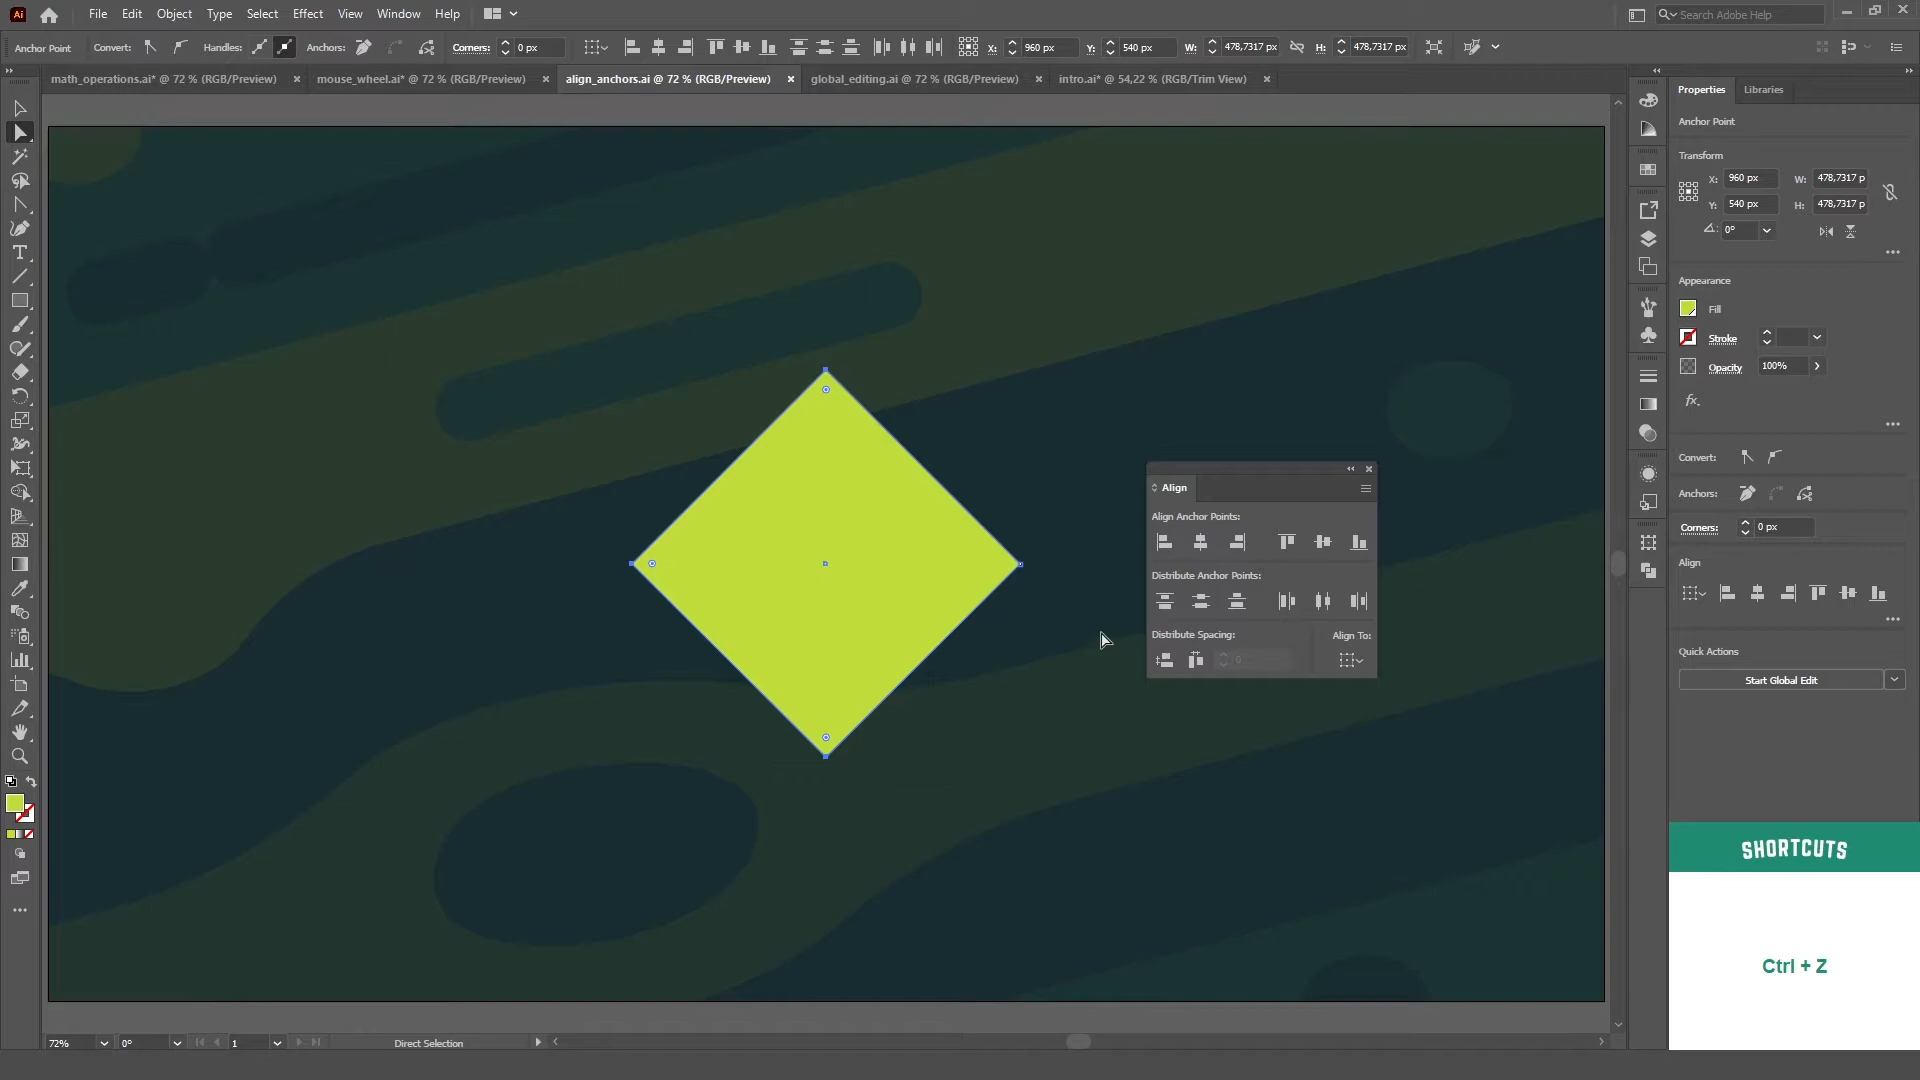 Ai File Edit Object Type Select Effect View Window Help Search Adobe Help
Anchor Point Convert: Handles: Anchors: Corners: 0 px X: 960 px Y: 540 px W: 478,7317 px H: 478,7317 px
math_operations.ai* @ 72 % (RGB/Preview) × mouse_wheel.ai* @ 72 % (RGB/Preview) × align_anchors.ai @ 72 % (RGB/Preview) × global_editing.ai @ 72 % (RGB/Preview) × intro.ai* @ 54,22 % (RGB/Trim View) ×
Properties Libraries
Anchor Point
Transform
X: 960 px W: 478,7317 p
Y: 540 px H: 478,7317 p
0°
Appearance
Fill
Stroke
Opacity 100%
fx.
Convert:
Anchors:
Corners: 0 px
Align
Quick Actions
Start Global Edit
Align
Align Anchor Points:
Distribute Anchor Points:
Distribute Spacing: Align To:
0
SHORTCUTS
Ctrl + Z
72% 0° 1 Direct Selection